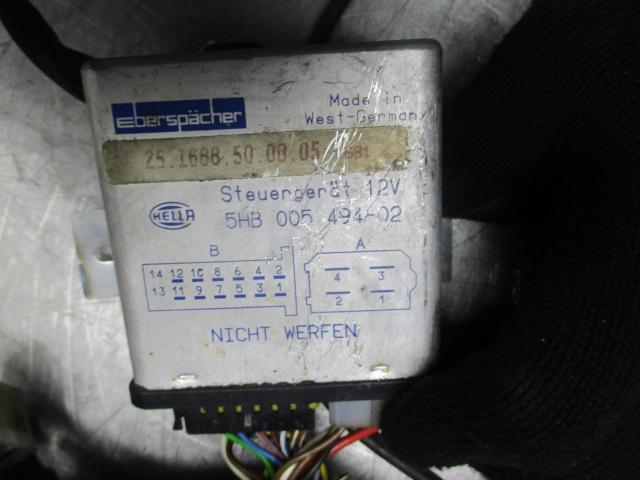 Eberspächer
Made in
West-Germany
25.1688.50.00.05
Steuergerät 12V
HELLA
5HB 005 494-02
B
A
14 12 10 8 6 4 2
13 11 9 7 5 3 1
4 3
2 1
NICHT WERFEN